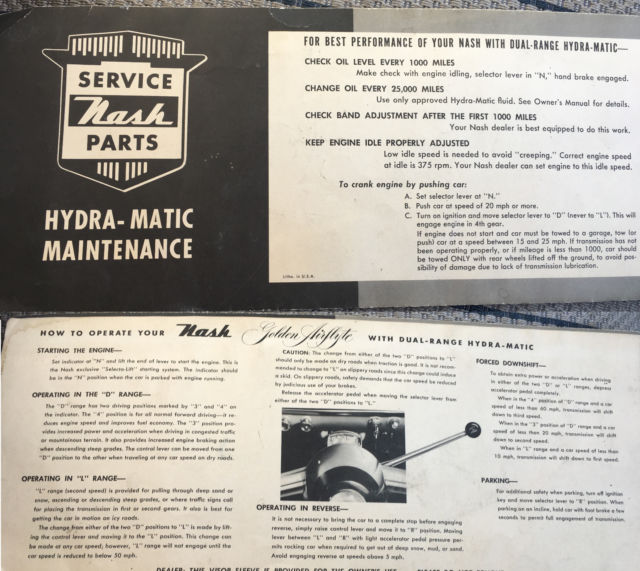 SERVICE
Nash
PARTS
HYDRA-MATIC
MAINTENANCE
FOR BEST PERFORMANCE OF YOUR NASH WITH DUAL-RANGE HYDRA-MATIC—
CHECK OIL LEVEL EVERY 1000 MILES
Make check with engine idling, selector lever in "N," hand brake engaged.
CHANGE OIL EVERY 25,000 MILES
Use only approved Hydra-Matic fluid. See Owner's Manual for details.
CHECK BAND ADJUSTMENT AFTER THE FIRST 1000 MILES
Your Nash dealer is best equipped to do this work.
KEEP ENGINE IDLE PROPERLY ADJUSTED
Low idle speed is needed to avoid "creeping." Correct engine speed
at idle is 375 rpm. Your Nash dealer can set engine to this idle speed.
To crank engine by pushing car:
A. Set selector lever at "N."
B. Push car at speed of 20 mph or more.
C. Turn on ignition and move selector lever to "D" (never to "L"). This will
engage engine in 4th gear.
If engine does not start and car must be towed to a garage, tow (or
push) car at a speed between 15 and 25 mph. If transmission has not
been operating properly, or if mileage is less than 1000, car should
be towed ONLY with rear wheels lifted off the ground, to avoid pos-
sibility of damage due to lack of transmission lubrication.
Litho. in U.S.A.
HOW TO OPERATE YOUR Nash Golden Airflyte WITH DUAL-RANGE HYDRA-MATIC
STARTING THE ENGINE—
Set indicator at "N" and lift the end of lever to start the engine. This is
the Nash exclusive "Selecto-Lift" starting system. The indicator should
be in the "N" position when the car is parked with engine running.
OPERATING IN THE "D" RANGE—
The "D" range has two driving positions marked by "3" and "4" on
the indicator. The "4" position is for all normal forward driving—it re-
duces engine speed and improves fuel economy. The "3" position pro-
vides increased power and acceleration when driving in congested traffic
or mountainous terrain. It also provides increased engine braking action
when descending steep grades. The control lever can be moved from one
"D" position to the other when traveling at any car speed on dry roads.
OPERATING IN "L" RANGE—
"L" range (second speed) is provided for pulling through deep sand or
snow, ascending or descending steep grades, or where traffic signs call
for placing the transmission in first or second gears. It also is best for
getting the car in motion on icy roads.
The change from either of the two "D" positions to "L" is made by lift-
ing the control lever and moving it to the "L" position. This change can
be made at any car speed; however, "L" range will not engage until the
car speed is reduced to below 50 mph.
CAUTION: The change from either of the two "D" positions to "L"
should only be made on dry roads when traction is good. It is not recom-
mended to change to "L" on slippery roads since this change could induce
a skid. On slippery roads, safety demands that the car speed be reduced
by judicious use of your brakes.
Release the accelerator pedal when moving the selector lever from
either of the two "D" positions to "L."
OPERATING IN REVERSE—
It is not necessary to bring the car to a complete stop before engaging
reverse, simply raise control lever and move it to "R" position. Moving
lever between "L" and "R" with light accelerator pedal pressure per-
mits rocking car when required to get out of deep snow, mud, or sand.
Avoid engaging reverse at speeds above 5 mph.
FORCED DOWNSHIFT—
To obtain extra power or acceleration when driving
in either of the two "D" or "L" ranges, depress
accelerator pedal completely.
When in the "4" position of "D" range and a car
speed of less than 60 mph, transmission will shift
down to third speed.
When in the "3" position of "D" range and a car
speed of less than 20 mph, transmission will shift
down to second speed.
When in "L" range and a car speed of less than
10 mph, transmission will shift down to first speed.
PARKING—
For additional safety when parking, turn off ignition
key and move selector lever to "R" position. When
parking on an incline, hold car with foot brake a few
seconds to permit full engagement of transmission.
DEALER: THIS VISOR SLEEVE IS PROVIDED FOR THE OWNER'S USE